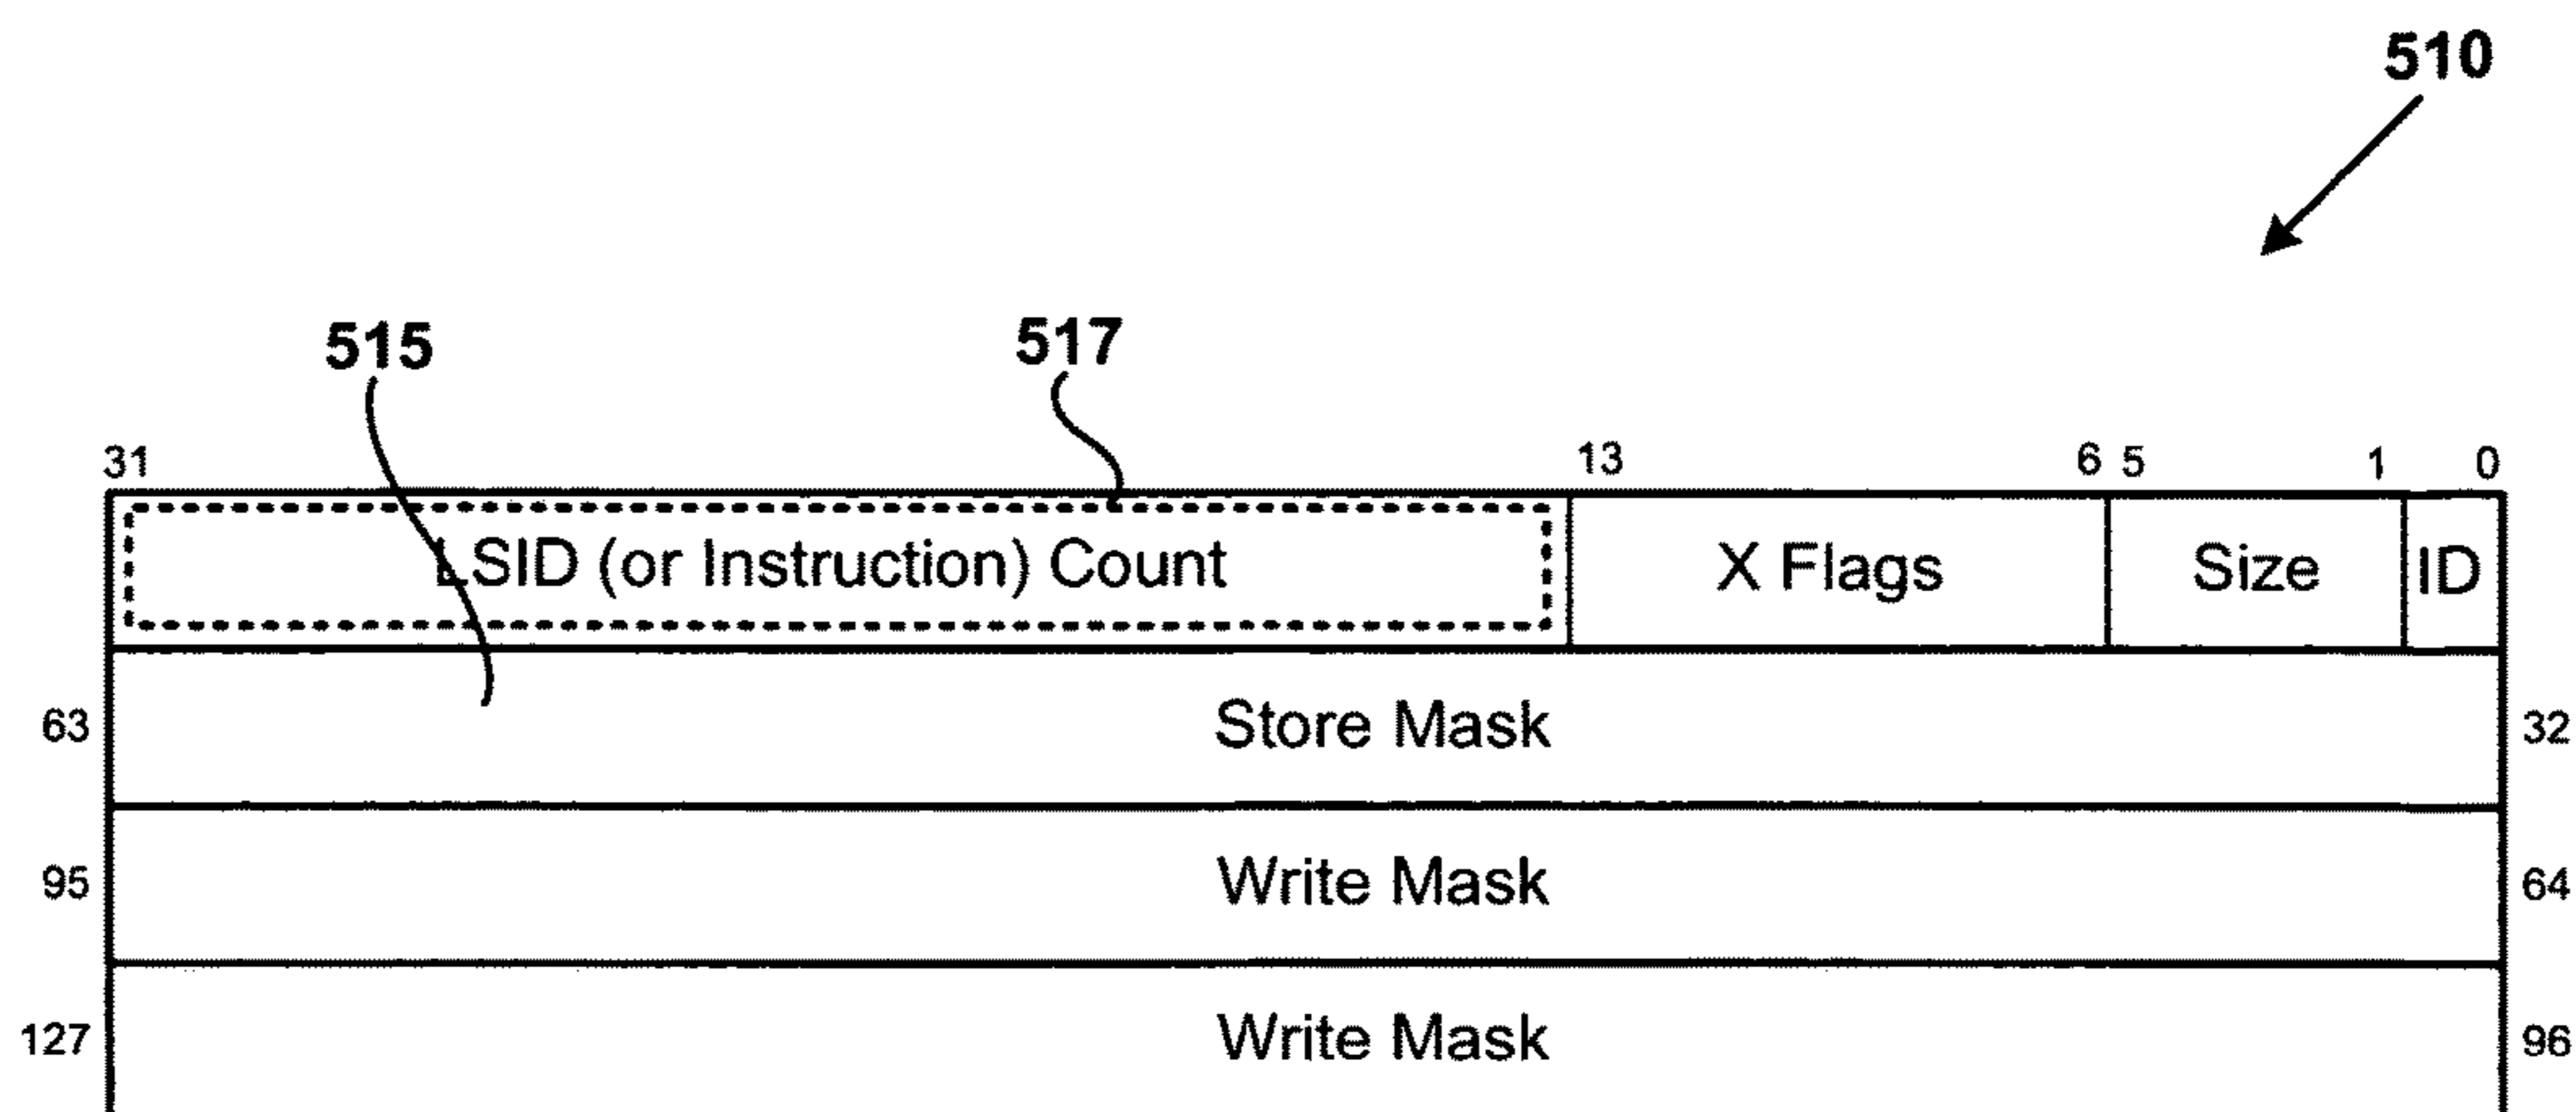 510
515 517
31 13 6 5 1 0
LSID (or Instruction) Count X Flags Size ID
63 Store Mask 32
95 Write Mask 64
127 Write Mask 96